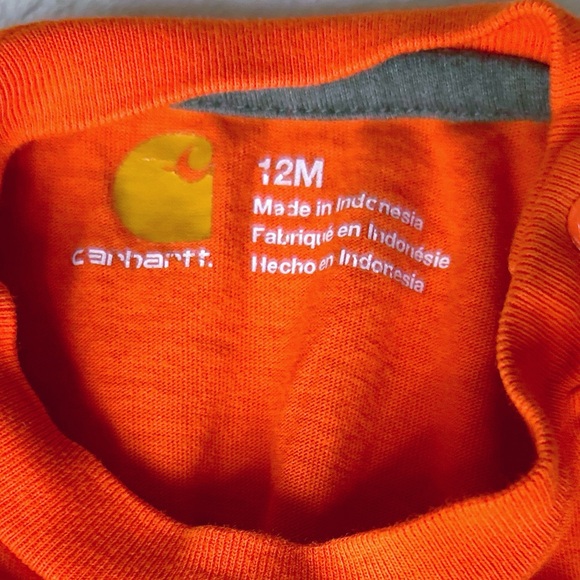 carhartt.
12M
Made in Indonesia
Fabriqué en Indonésie
Hecho en Indonesia